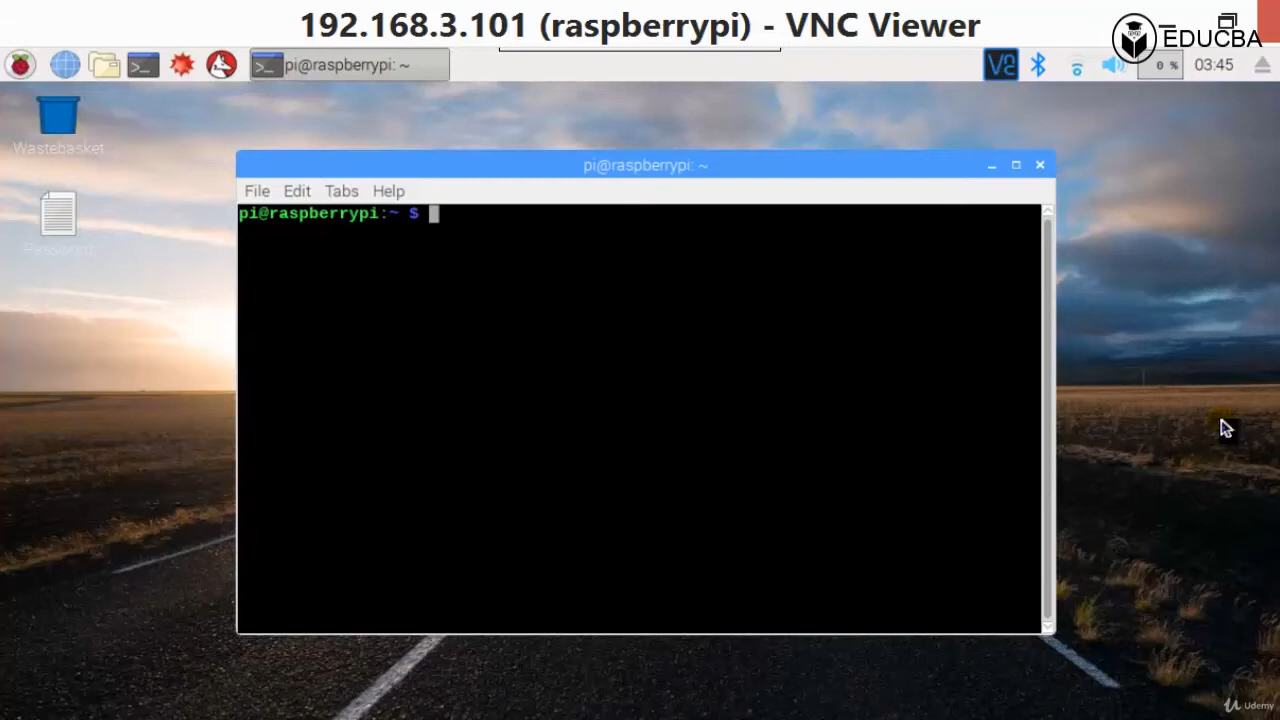 192.168.3.101 (raspberrypi) - VNC Viewer
EDUCBA
pi@raspberrypi: ~
0 %
03:45
Wastebasket
Password
pi@raspberrypi: ~
File Edit Tabs Help
pi@raspberrypi:~ $
Udemy